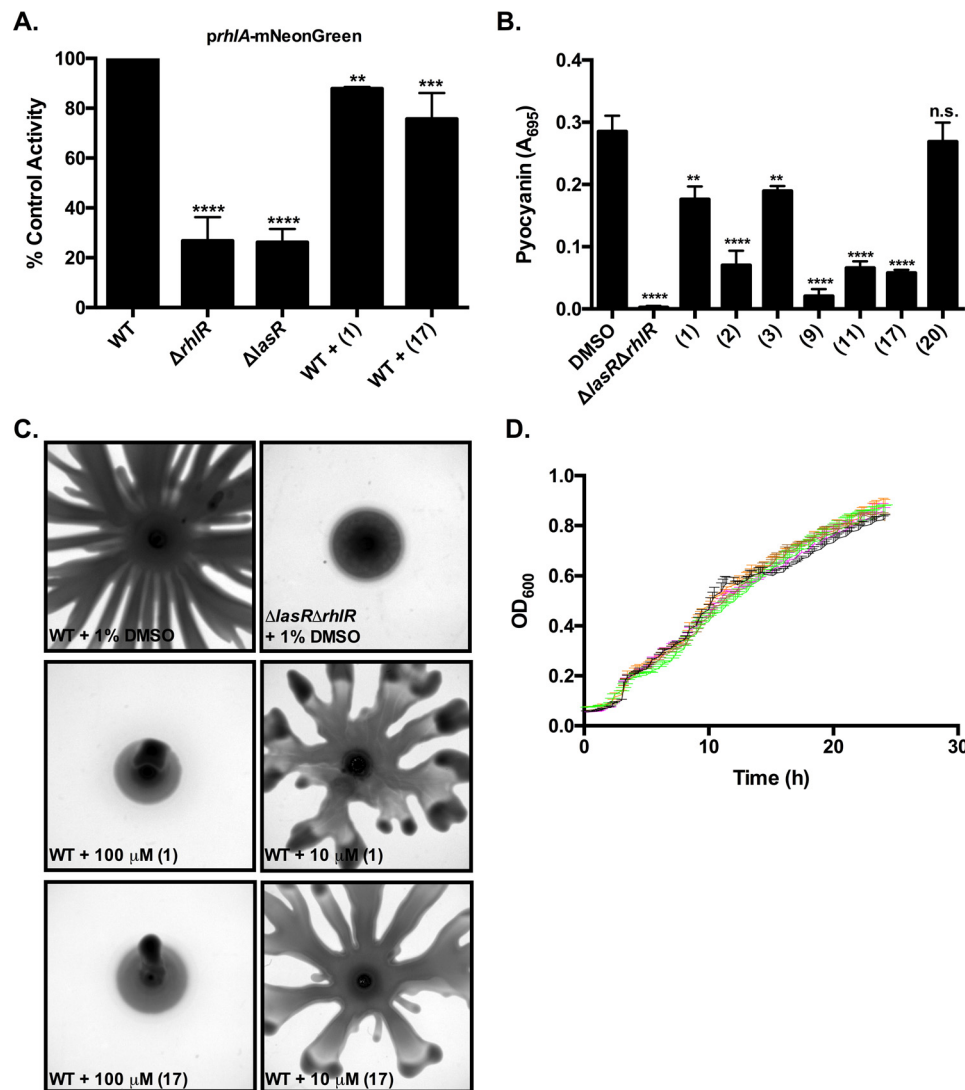 A.
prhlA-mNeonGreen
% Control Activity
100
80
60
40
20
0
****
****
**
***
WT
ΔrhlR
ΔlasR
WT + (1)
WT + (17)
B.
Pyocyanin (A695)
0.4
0.3
0.2
0.1
0.0
****
**
****
**
****
****
****
n.s.
DMSO
ΔlasRΔrhlR
(1)
(2)
(3)
(9)
(11)
(17)
(20)
C.
WT + 1% DMSO
ΔlasRΔrhlR
+ 1% DMSO
WT + 100 μM (1)
WT + 10 μM (1)
WT + 100 μM (17)
WT + 10 μM (17)
D.
OD600
1.0
0.8
0.6
0.4
0.2
0.0
0
10
20
30
Time (h)